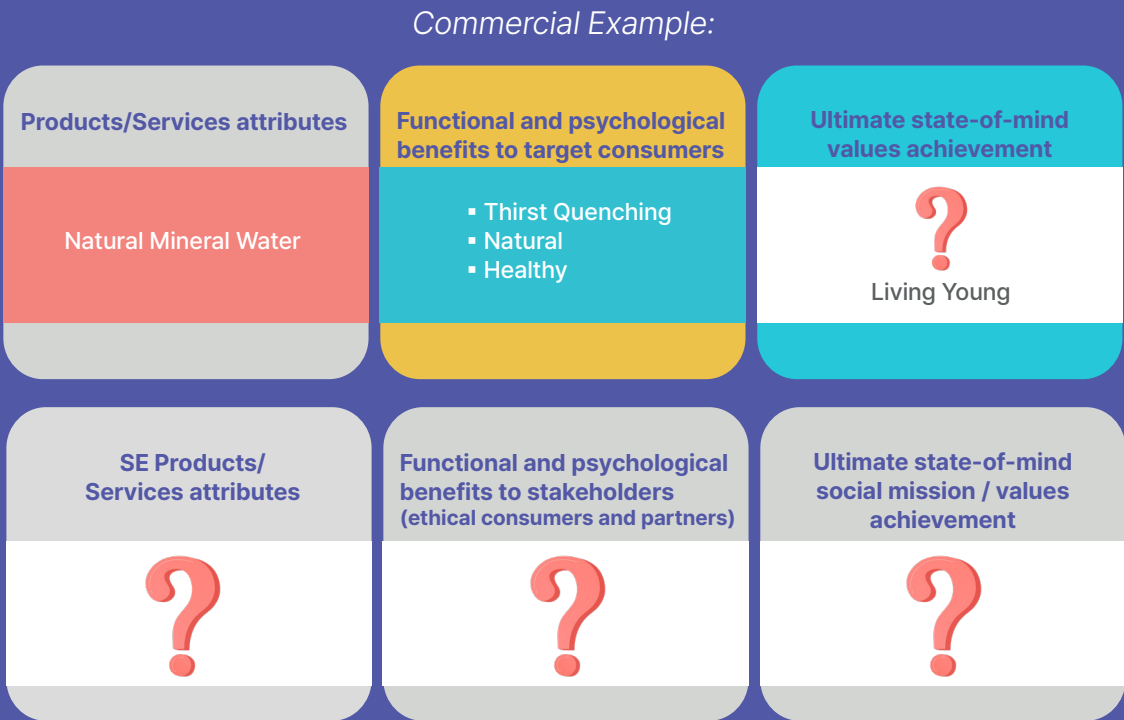 Commercial Example:
Products/Services attributes
Natural Mineral Water
Functional and psychological
benefits to target consumers
▪ Thirst Quenching
▪ Natural
▪ Healthy
Ultimate state-of-mind
values achievement
?
Living Young
SE Products/
Services attributes
?
Functional and psychological
benefits to stakeholders
(ethical consumers and partners)
?
Ultimate state-of-mind
social mission / values
achievement
?